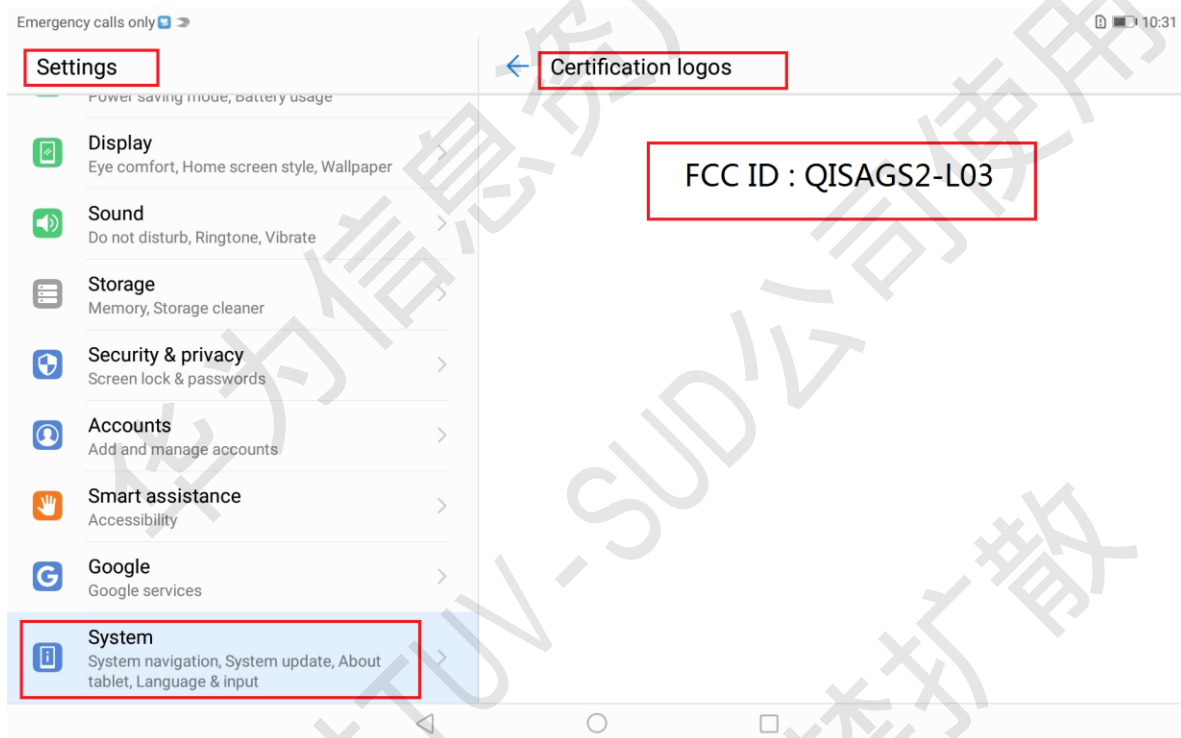 Emergency calls only
10:31
Settings
Certification logos
Power saving mode, Battery usage
Display
Eye comfort, Home screen style, Wallpaper
FCC ID : QISAGS2-L03
Sound
Do not disturb, Ringtone, Vibrate
Storage
Memory, Storage cleaner
Security & privacy
Screen lock & passwords
Accounts
Add and manage accounts
Smart assistance
Accessibility
Google
Google services
System
System navigation, System update, About
tablet, Language & input
华为信息资
TUV-SUD公司使用
禁扩散